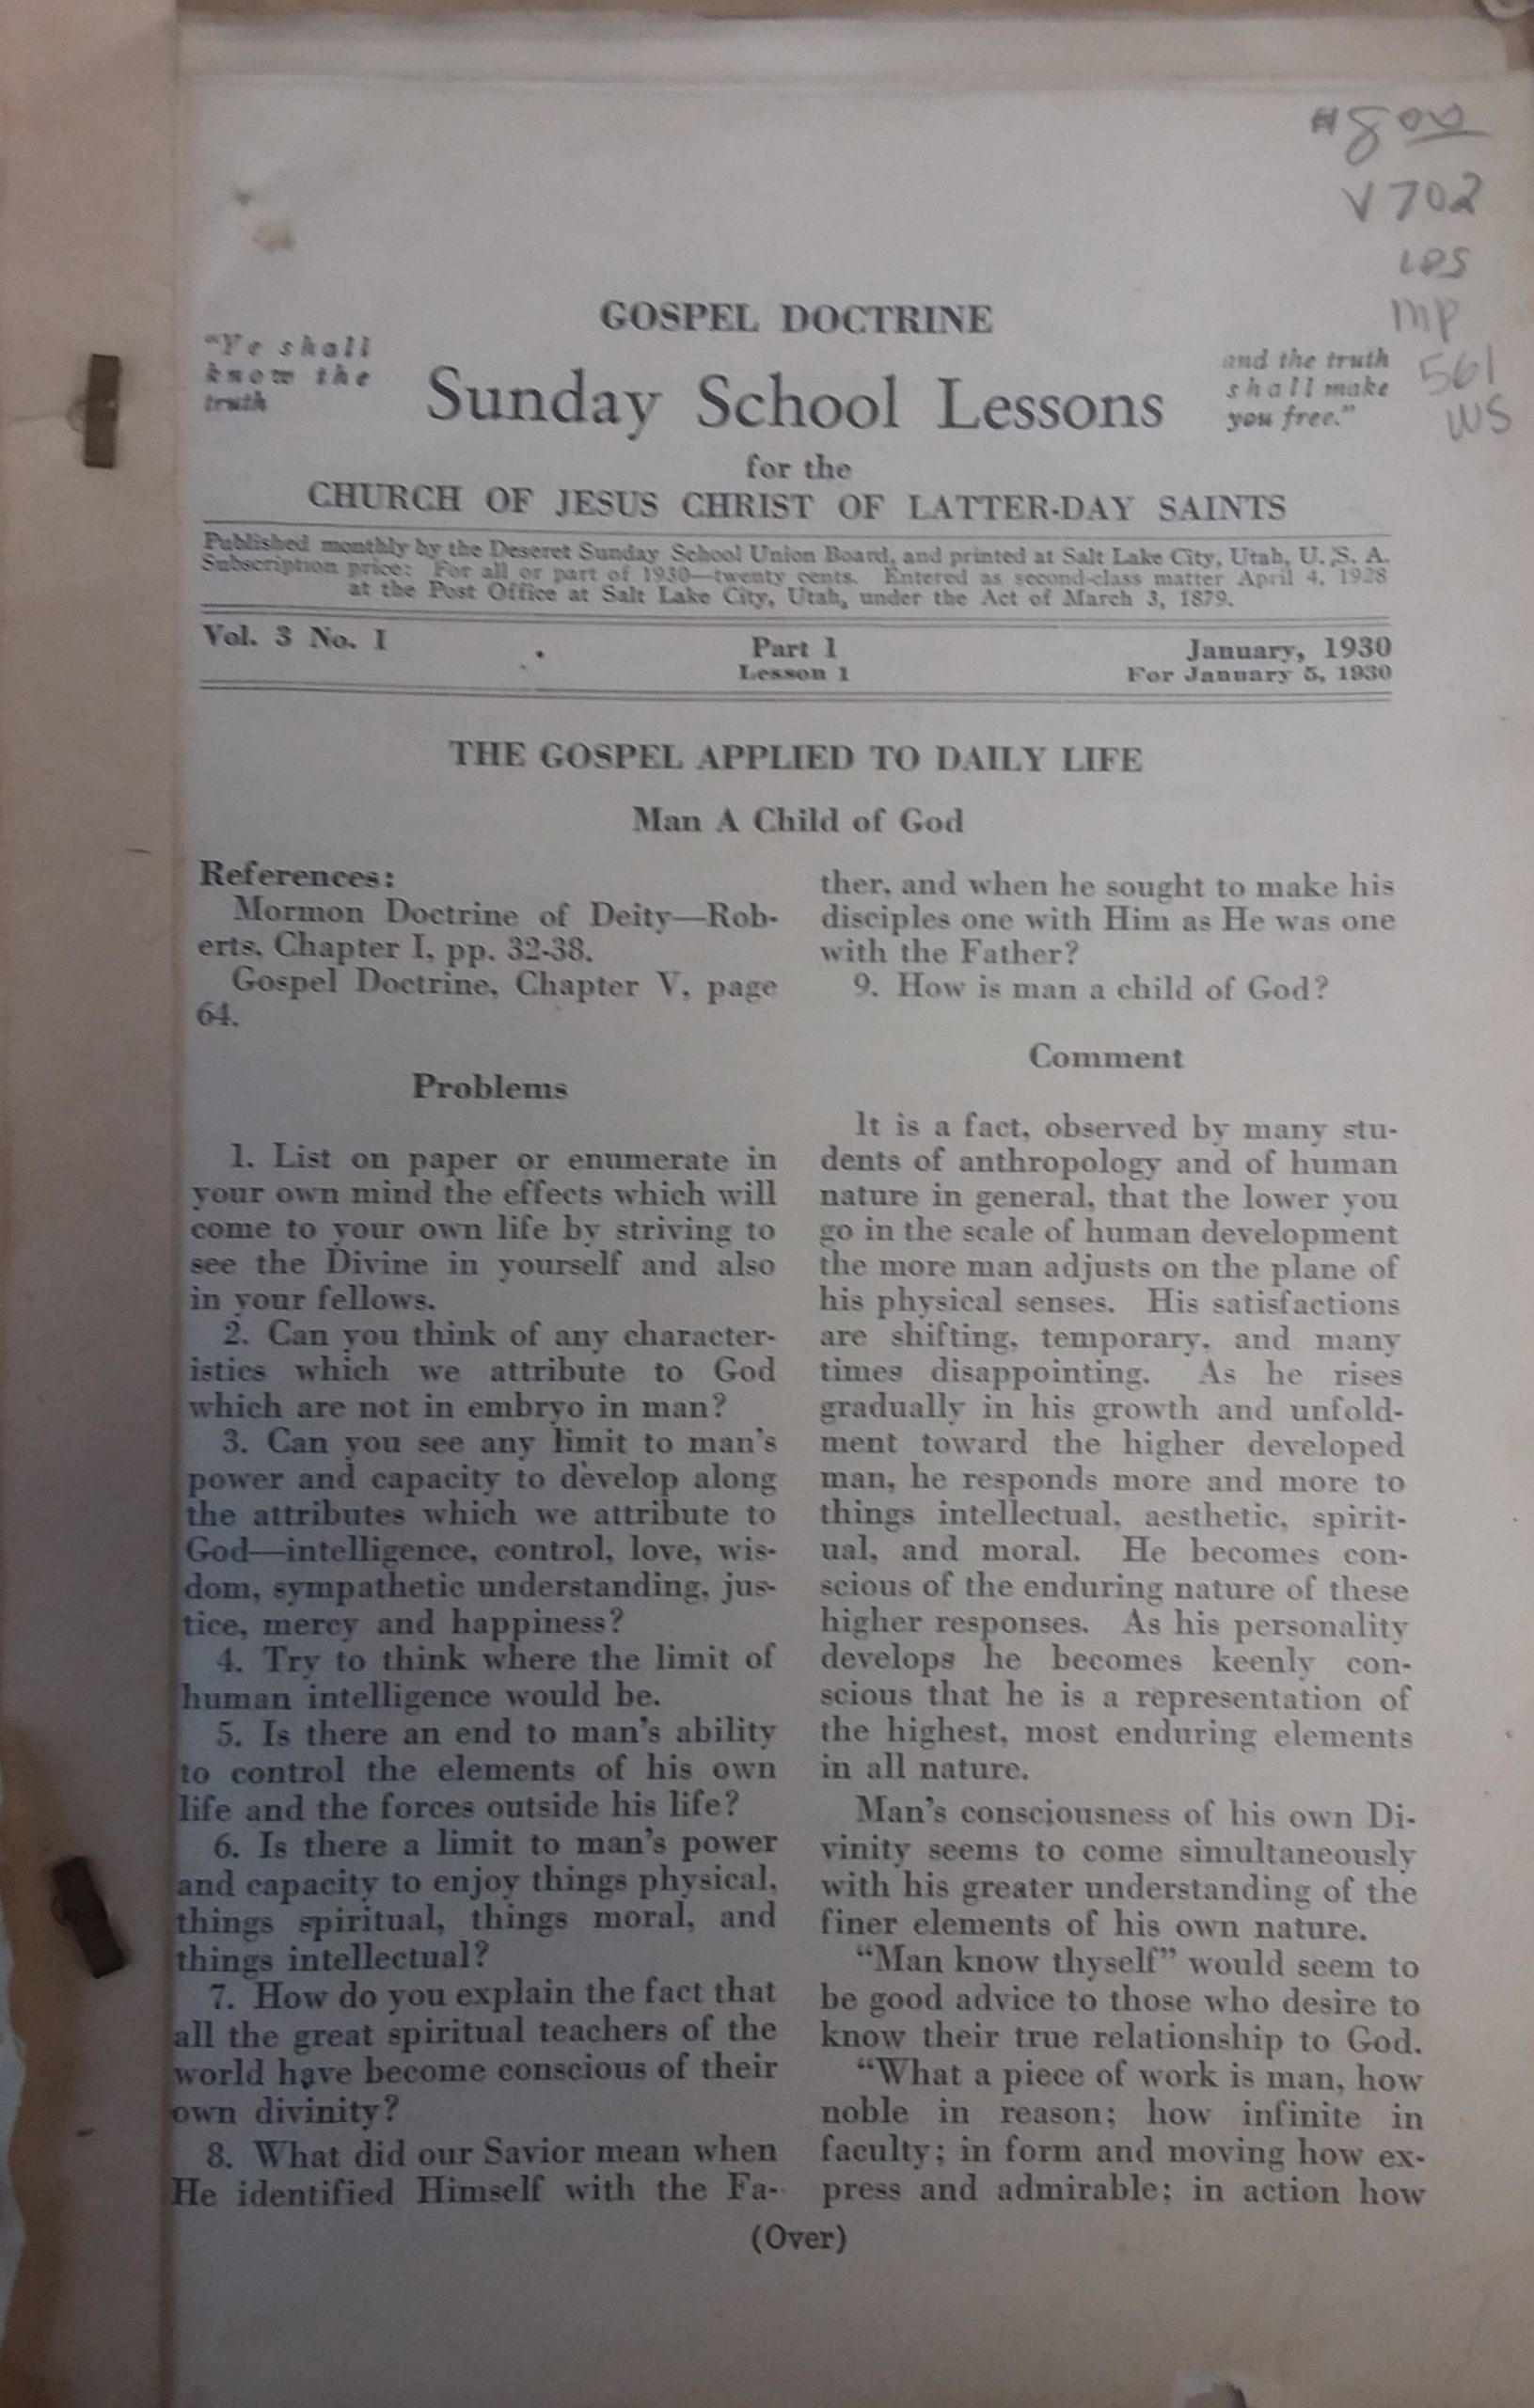 #8 00
V702
LDS
MP
561
WS
GOSPEL DOCTRINE
"Ye shall
know the
truth
Sunday School Lessons
and the truth
shall make
you free."
for the
CHURCH OF JESUS CHRIST OF LATTER-DAY SAINTS
Published monthly by the Deseret Sunday School Union Board, and printed at Salt Lake City, Utah, U. S. A.
Subscription price: For all or part of 1930—twenty cents. Entered as second-class matter April 4, 1928
at the Post Office at Salt Lake City, Utah, under the Act of March 3, 1879.
Vol. 3 No. I
Part 1
January, 1930
Lesson 1
For January 5, 1930
THE GOSPEL APPLIED TO DAILY LIFE
Man A Child of God
References:
Mormon Doctrine of Deity—Rob-
erts, Chapter I, pp. 32-38.
Gospel Doctrine, Chapter V, page
64.
Problems
1. List on paper or enumerate in
your own mind the effects which will
come to your own life by striving to
see the Divine in yourself and also
in your fellows.
2. Can you think of any character-
istics which we attribute to God
which are not in embryo in man?
3. Can you see any limit to man's
power and capacity to develop along
the attributes which we attribute to
God—intelligence, control, love, wis-
dom, sympathetic understanding, jus-
tice, mercy and happiness?
4. Try to think where the limit of
human intelligence would be.
5. Is there an end to man's ability
to control the elements of his own
life and the forces outside his life?
6. Is there a limit to man's power
and capacity to enjoy things physical,
things spiritual, things moral, and
things intellectual?
7. How do you explain the fact that
all the great spiritual teachers of the
world have become conscious of their
own divinity?
8. What did our Savior mean when
He identified Himself with the Fa-
ther, and when he sought to make his
disciples one with Him as He was one
with the Father?
9. How is man a child of God?
Comment
It is a fact, observed by many stu-
dents of anthropology and of human
nature in general, that the lower you
go in the scale of human development
the more man adjusts on the plane of
his physical senses. His satisfactions
are shifting, temporary, and many
times disappointing. As he rises
gradually in his growth and unfold-
ment toward the higher developed
man, he responds more and more to
things intellectual, aesthetic, spirit-
ual, and moral. He becomes con-
scious of the enduring nature of these
higher responses. As his personality
develops he becomes keenly con-
scious that he is a representation of
the highest, most enduring elements
in all nature.
Man's consciousness of his own Di-
vinity seems to come simultaneously
with his greater understanding of the
finer elements of his own nature.
"Man know thyself" would seem to
be good advice to those who desire to
know their true relationship to God.
"What a piece of work is man, how
noble in reason; how infinite in
faculty; in form and moving how ex-
press and admirable; in action how
(Over)